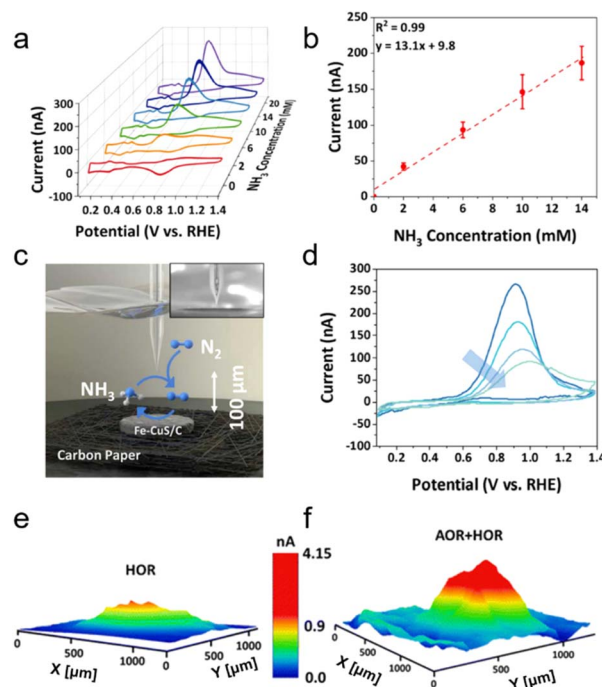 a
Current (nA)
300
200
100
0
-100
0.2 0.4 0.6 0.8 1.0 1.2 1.4
Potential (V vs. RHE)
0
2
6
10
14
20
NH3 Concentration (mM)
b
R² = 0.99
y = 13.1x + 9.8
Current (nA)
250
200
150
100
50
0
2 4 6 8 10 12 14
NH3 Concentration (mM)
c
N2
NH3
100 µm
Fe-CuS/C
Carbon Paper
d
Current (nA)
300
250
200
150
100
50
0
-50
-100
0.2 0.4 0.6 0.8 1.0 1.2 1.4
Potential (V vs. RHE)
e
HOR
0
500
1000
X [µm]
0
500
1000
Y [µm]
nA
4.15
0.9
0.0
f
AOR+HOR
0
500
1000
X [µm]
0
500
1000
Y [µm]